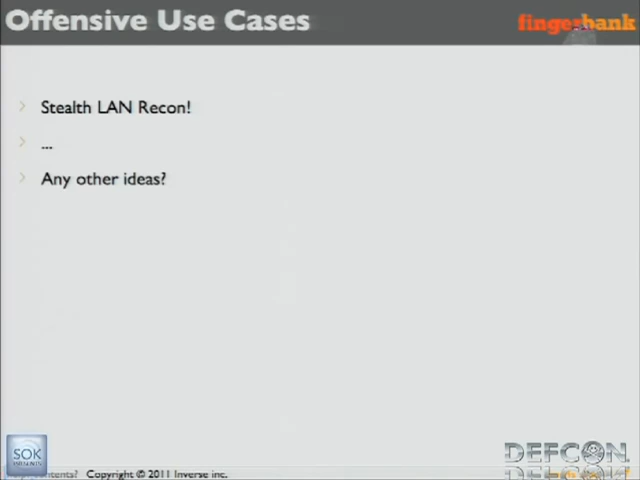 Offensive Use Cases
fingerbank
Stealth LAN Recon!
...
Any other ideas?
SOK
Copyright © 2011 Inverse inc.
DEFCON